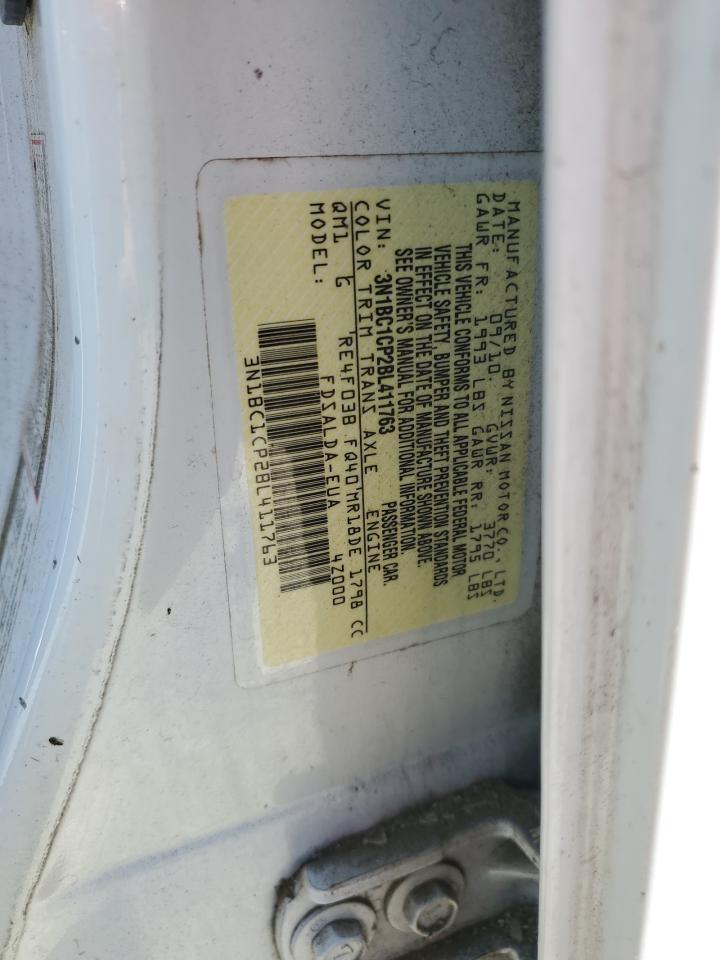 MANUFACTURED BY NISSAN MOTOR CO., LTD.
DATE: 09/10. GVWR: 3770 LBS
GAWR FR: 1993 LBS GAWR RR: 1795 LBS
THIS VEHICLE CONFORMS TO ALL APPLICABLE FEDERAL MOTOR
VEHICLE SAFETY, BUMPER AND THEFT PREVENTION STANDARDS
IN EFFECT ON THE DATE OF MANUFACTURE SHOWN ABOVE.
SEE OWNER'S MANUAL FOR ADDITIONAL INFORMATION.
VIN: 3N1BC1CP2BL411763 PASSENGER CAR.
COLOR TRIM TRANS AXLE ENGINE
QM1 G RE4F03B FQ40 MR18DE 1798 CC
MODEL: FDSALDA-EUA 4Z000
3N1BC1CP2BL411763